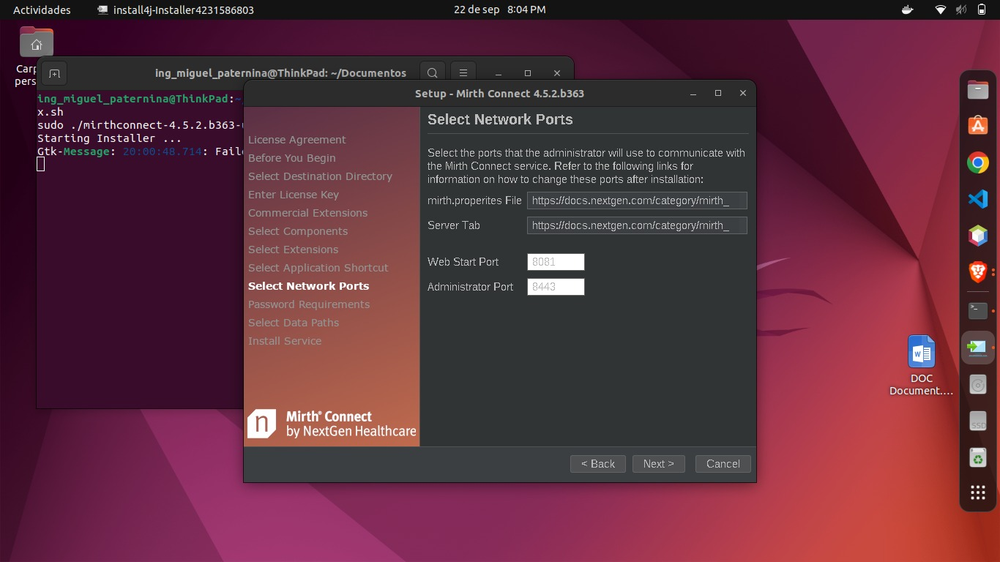 Actividades
install4j-Installer4231586803
22 de sep 8:04 PM
Carp
pers
ing_miguel_paternina@ThinkPad: ~/Documentos
ing_miguel_paternina@ThinkPad:~
x.sh
sudo ./mirthconnect-4.5.2.b363-u
Starting Installer ...
Gtk-Message: 20:00:48.714: Faile
Setup - Mirth Connect 4.5.2.b363
License Agreement
Before You Begin
Select Destination Directory
Enter License Key
Commercial Extensions
Select Components
Select Extensions
Select Application Shortcut
Select Network Ports
Password Requirements
Select Data Paths
Install Service
n
Mirth® Connect
by NextGen Healthcare
Select Network Ports
Select the ports that the administrator will use to communicate with
the Mirth Connect service. Refer to the following links for
information on how to change these ports after installation:
mirth.properites File https://docs.nextgen.com/category/mirth_
Server Tab https://docs.nextgen.com/category/mirth_
Web Start Port 8081
Administrator Port 8443
< Back
Next >
Cancel
W
DOC
Document....
SSD